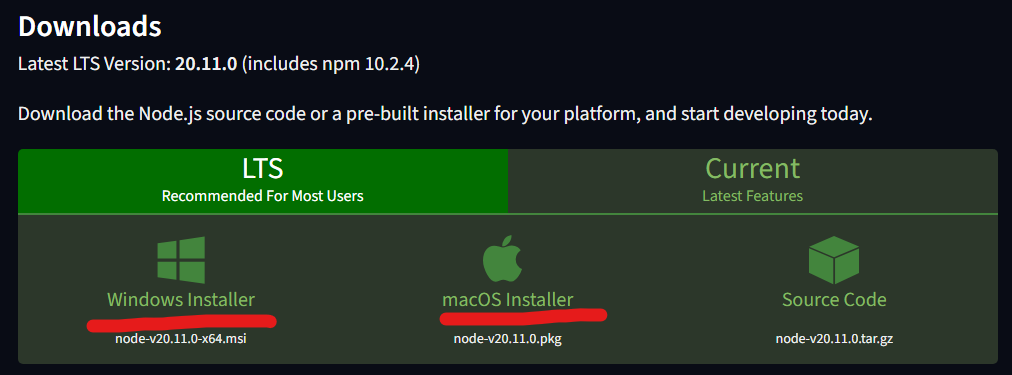 Downloads
Latest LTS Version: 20.11.0 (includes npm 10.2.4)
Download the Node.js source code or a pre-built installer for your platform, and start developing today.
LTS
Recommended For Most Users
Current
Latest Features
Windows Installer
node-v20.11.0-x64.msi
macOS Installer
node-v20.11.0.pkg
Source Code
node-v20.11.0.tar.gz